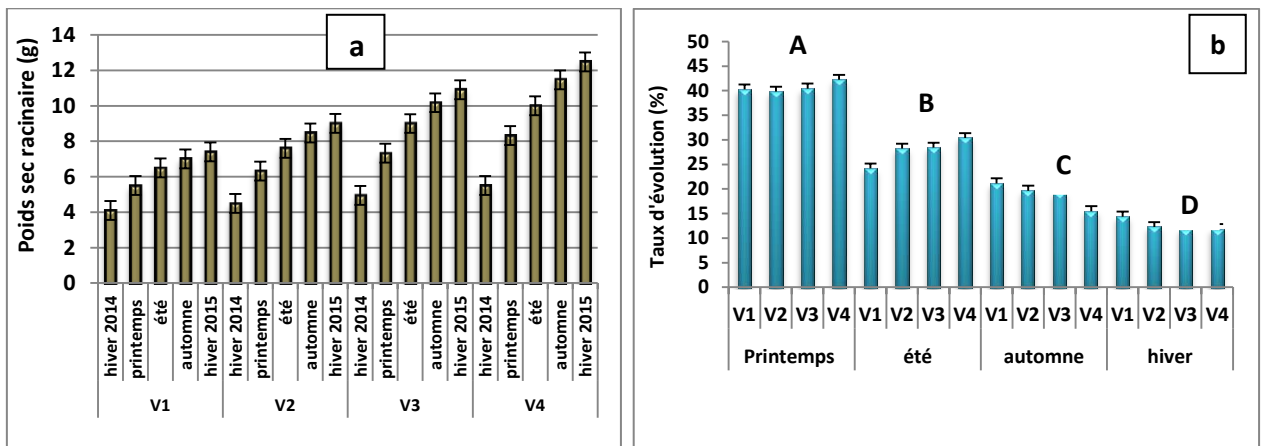 a
Poids sec racinaire (g)
14
12
10
8
6
4
2
0
hiver 2014
printemps
été
automne
hiver 2015
hiver 2014
printemps
été
automne
hiver 2015
hiver 2014
printemps
été
automne
hiver 2015
hiver 2014
printemps
été
automne
hiver 2015
V1
V2
V3
V4
b
Taux d'évolution (%)
50
45
40
35
30
25
20
15
10
5
0
A
B
C
D
V1 V2 V3 V4 V1 V2 V3 V4 V1 V2 V3 V4 V1 V2 V3 V4
Printemps été automne hiver